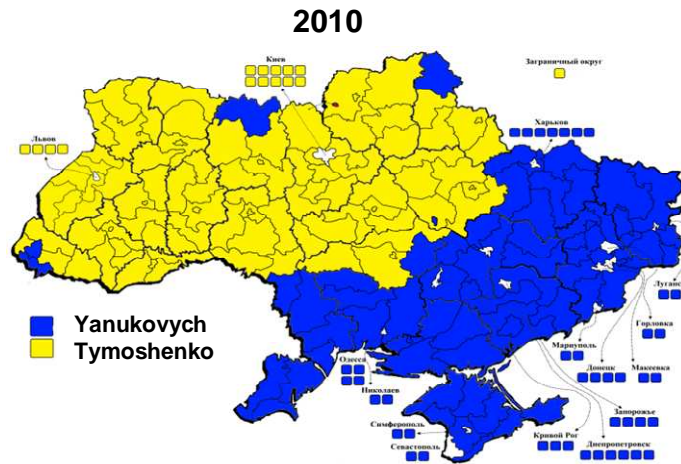 2010
Киев
Заграничный округ
Львов
Харьков
Yanukovych
Tymoshenko
Луганс
Горловка
Мариуполь
Одесса
Донецк
Макеевка
Николаев
Запорожье
Симферополь
Кривой Рог
Севастополь
Днепропетровск